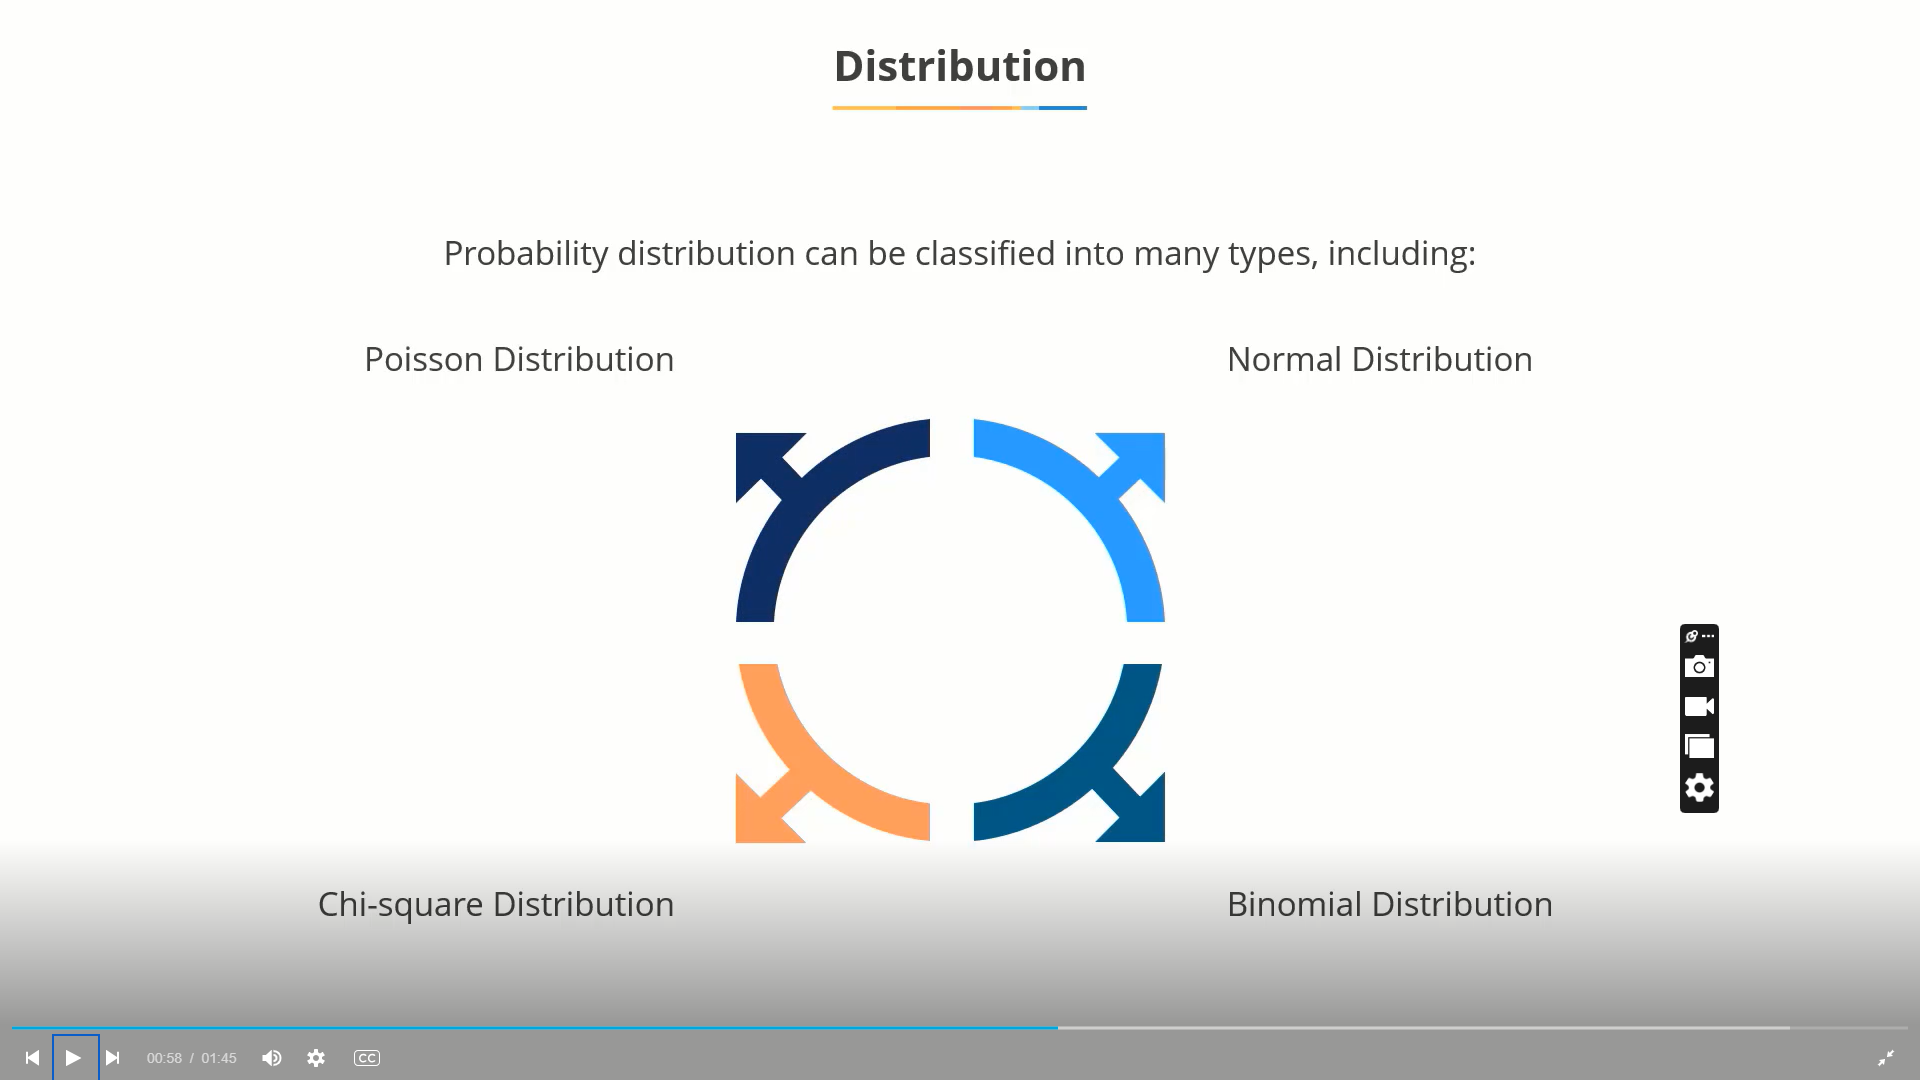 Distribution
Probability distribution can be classified into many types, including:
Poisson Distribution
Normal Distribution
Chi-square Distribution
Binomial Distribution
00:58 / 01:45
CC